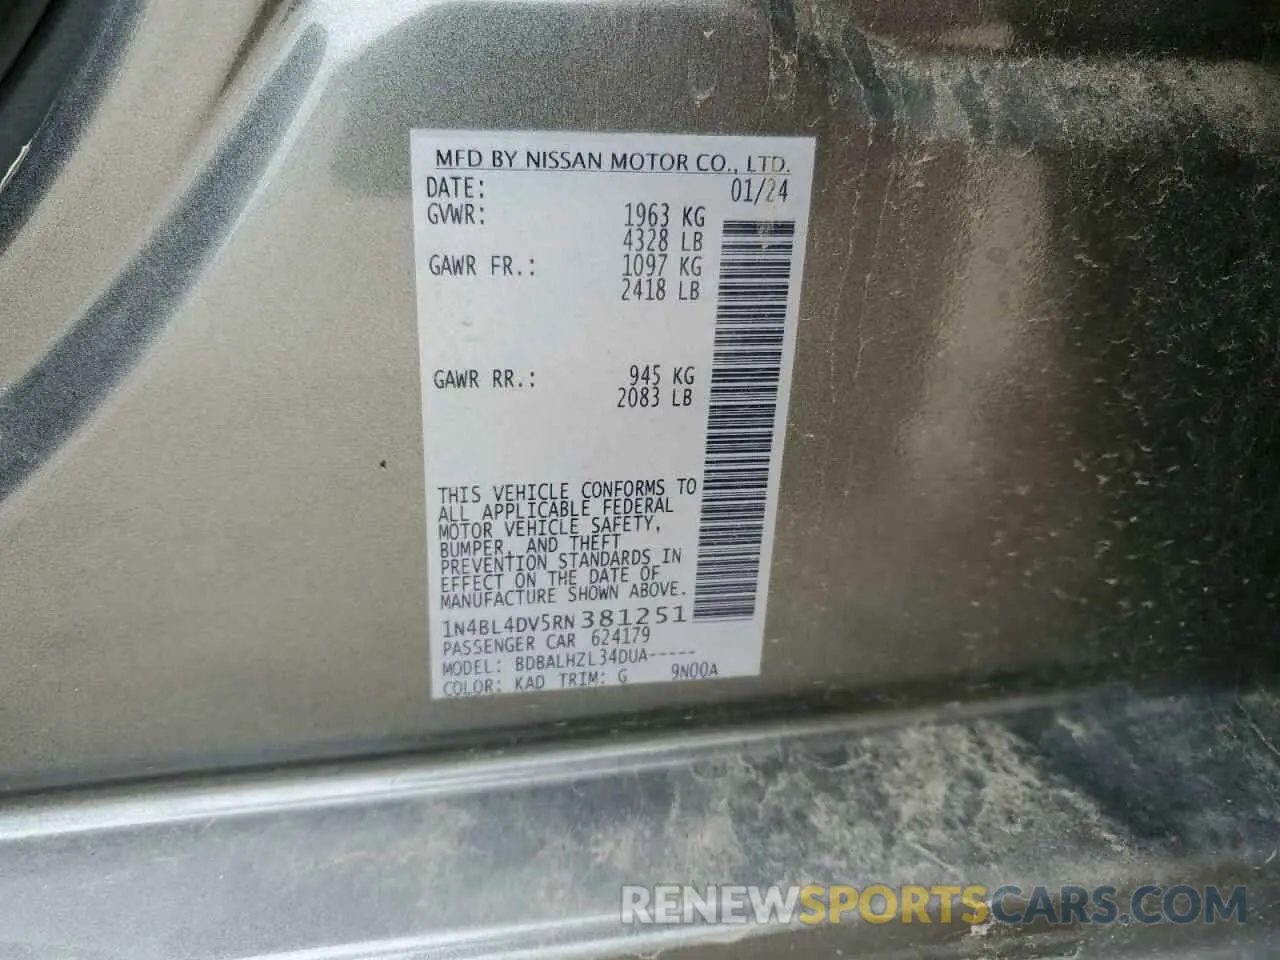 MFD BY NISSAN MOTOR CO., LTD.
DATE: 01/24
GVWR: 1963 KG
4328 LB
GAWR FR.: 1097 KG
2418 LB
GAWR RR.: 945 KG
2083 LB
THIS VEHICLE CONFORMS TO
ALL APPLICABLE FEDERAL
MOTOR VEHICLE SAFETY,
BUMPER, AND THEFT
PREVENTION STANDARDS IN
EFFECT ON THE DATE OF
MANUFACTURE SHOWN ABOVE.
1N4BL4DV5RN381251
PASSENGER CAR 624179
MODEL: BDBALHZL34DUA-----
COLOR: KAD TRIM: G 9N00A
RENEWSPORTSCARS.COM